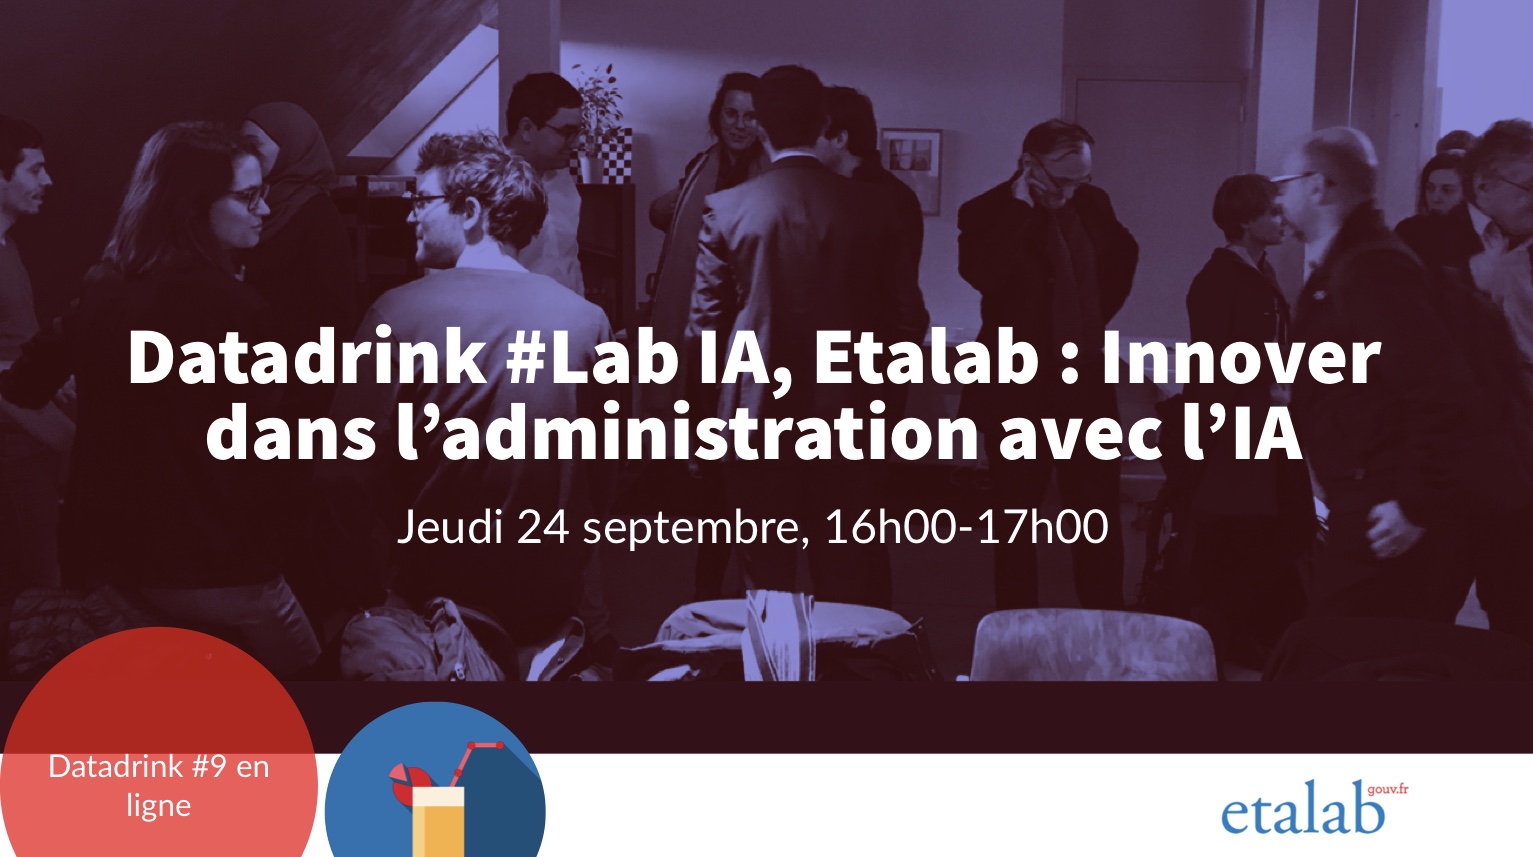 Datadrink #Lab IA, Etalab : Innover
dans l’administration avec l’IA
Jeudi 24 septembre, 16h00-17h00
Datadrink #9 en
ligne
etalab
gouv.fr